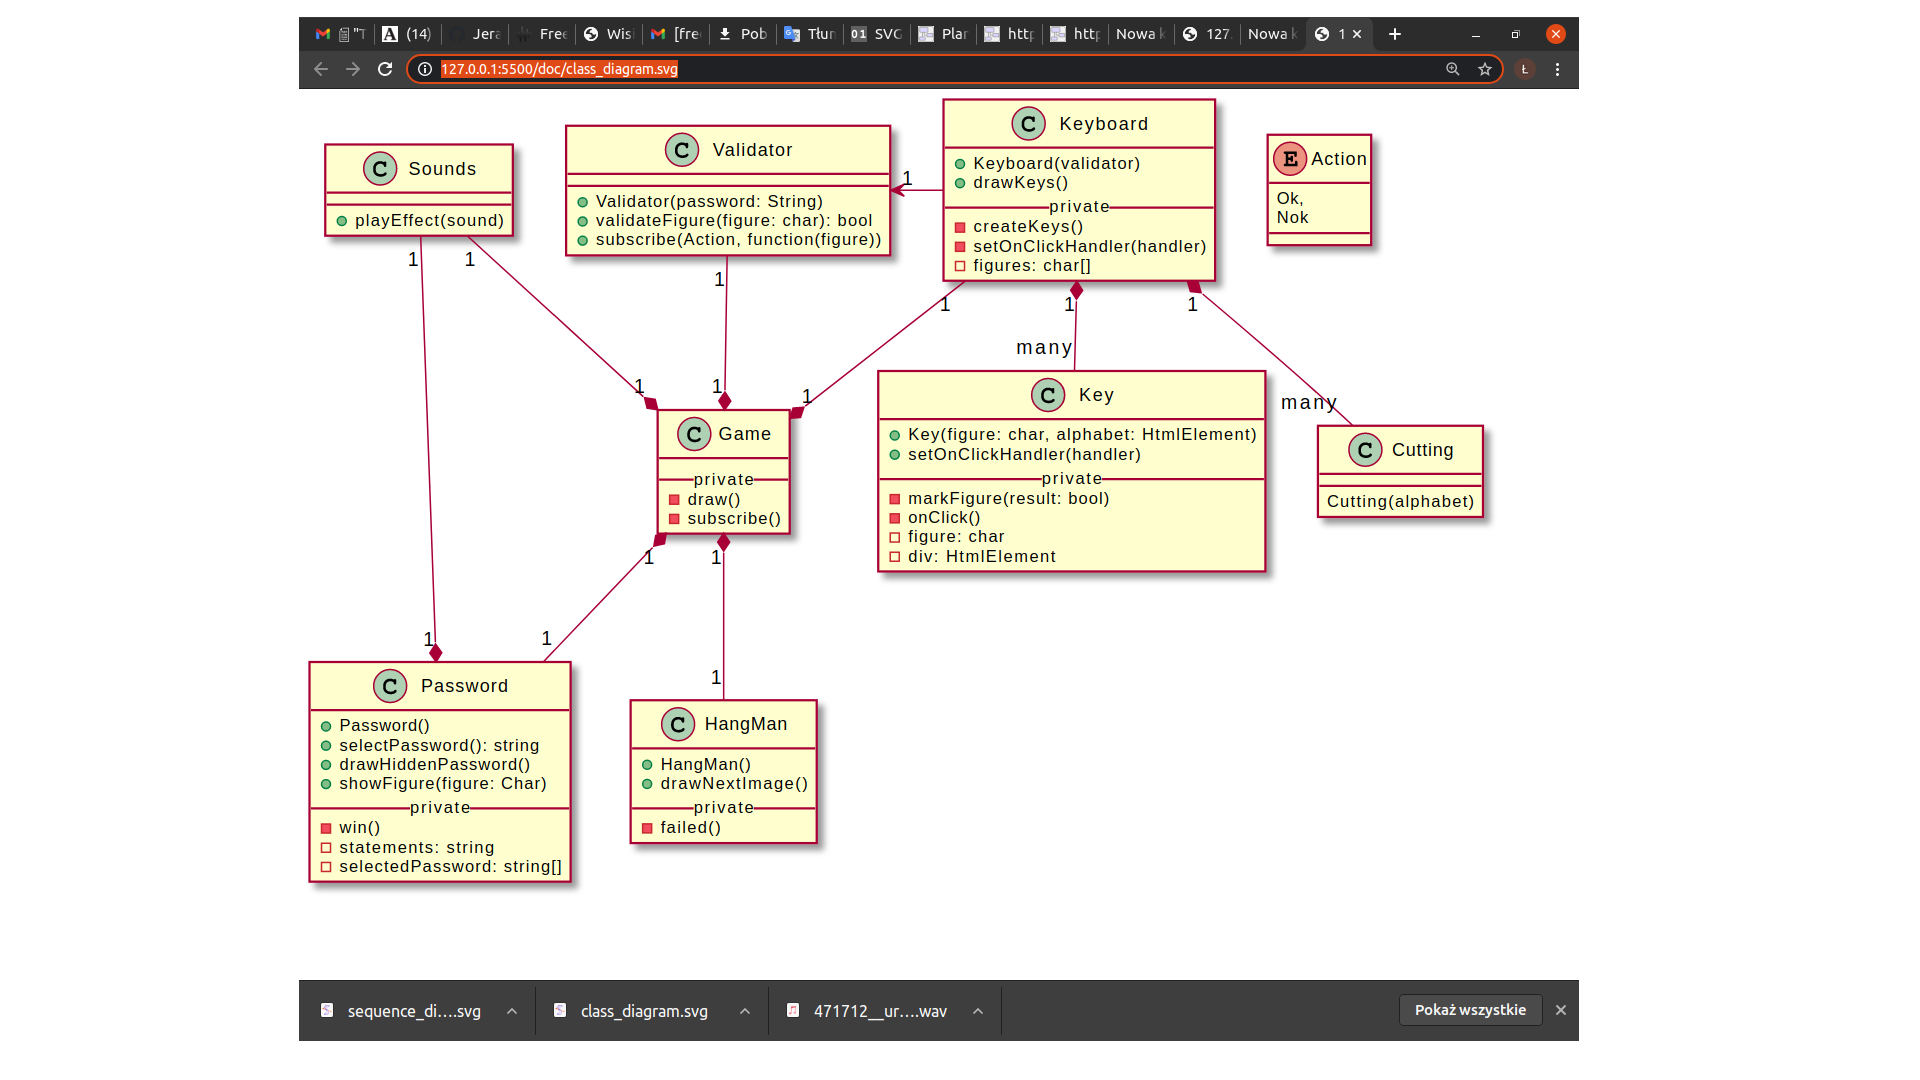 "T
A (14)
Jera
Free
Wisi
[free
Pob
Tłun
01 SVG
Plan
http
http
Nowa k
127.
Nowa k
1
127.0.0.1:5500/doc/class_diagram.svg
Ł
C Sounds
playEffect(sound)
C Validator
Validator(password: String)
validateFigure(figure: char): bool
subscribe(Action, function(figure))
C Keyboard
Keyboard(validator)
drawKeys()
private
createKeys()
setOnClickHandler(handler)
figures: char[]
E Action
Ok,
Nok
1
1
1
1
1
1
1
many
many
1
1
1
C Game
private
draw()
subscribe()
C Key
Key(figure: char, alphabet: HtmlElement)
setOnClickHandler(handler)
private
markFigure(result: bool)
onClick()
figure: char
div: HtmlElement
C Cutting
Cutting(alphabet)
1
1
1
1
1
C Password
Password()
selectPassword(): string
drawHiddenPassword()
showFigure(figure: Char)
private
win()
statements: string
selectedPassword: string[]
C HangMan
HangMan()
drawNextImage()
private
failed()
sequence_di....svg
class_diagram.svg
471712__ur....wav
Pokaż wszystkie